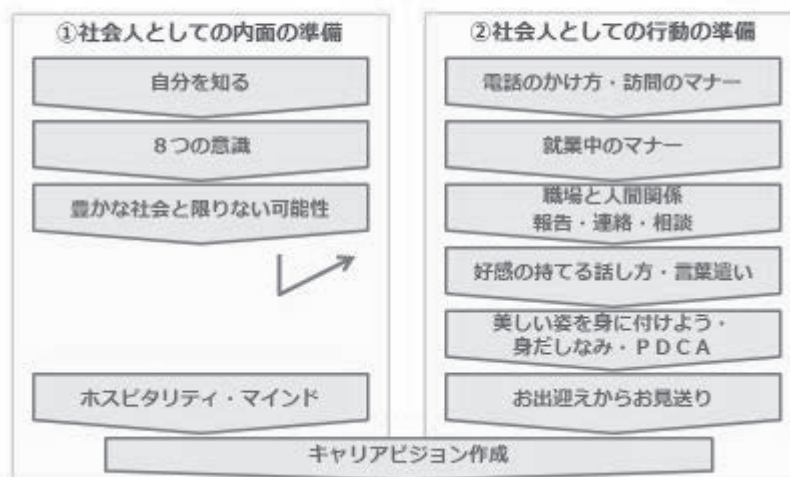 ①社会人としての内面の準備
自分を知る
８つの意識
豊かな社会と限りない可能性
ホスピタリティ・マインド
②社会人としての行動の準備
電話のかけ方・訪問のマナー
就業中のマナー
職場と人間関係
報告・連絡・相談
好感の持てる話し方・言葉遣い
美しい姿を身に付けよう・
身だしなみ・ＰＤＣＡ
お出迎えからお見送り
キャリアビジョン作成